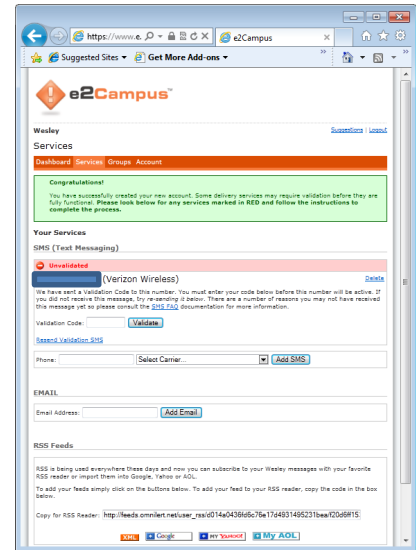 https://www.e.
e2Campus
Suggested Sites
Get More Add-ons
e2Campus
Wesley
Suggestions | Logout
Services
Dashboard Services Groups Account
Congratulations!
You have successfully created your new account. Some delivery services may require validation before they are
fully functional. Please look below for any services marked in RED and follow the instructions to
complete the process.
Your Services
SMS (Text Messaging)
Unvalidated
(Verizon Wireless)
Delete
We have sent a Validation Code to this number. You must enter your code below before this number will be active. If
you did not receive this message, try re-sending it below. There are a number of reasons you may not have received
this message yet so please consult the SMS FAQ documentation for more information.
Validation Code: Validate
Resend Validation SMS
Phone: Select Carrier... Add SMS
EMAIL
Email Address: Add Email
RSS Feeds
RSS is being used everywhere these days and now you can subscribe to your Wesley messages with your favorite
RSS reader or import them into Google, Yahoo or AOL.
To add your feeds simply click on the buttons below. To add your feed to your RSS reader, copy the code in the box
below.
Copy for RSS Reader: http://feeds.omnilert.net/user_rss/d014a0436fd6c76e17d4931495231bea/f20d6ff15
XML Google MY YAHOO! My AOL